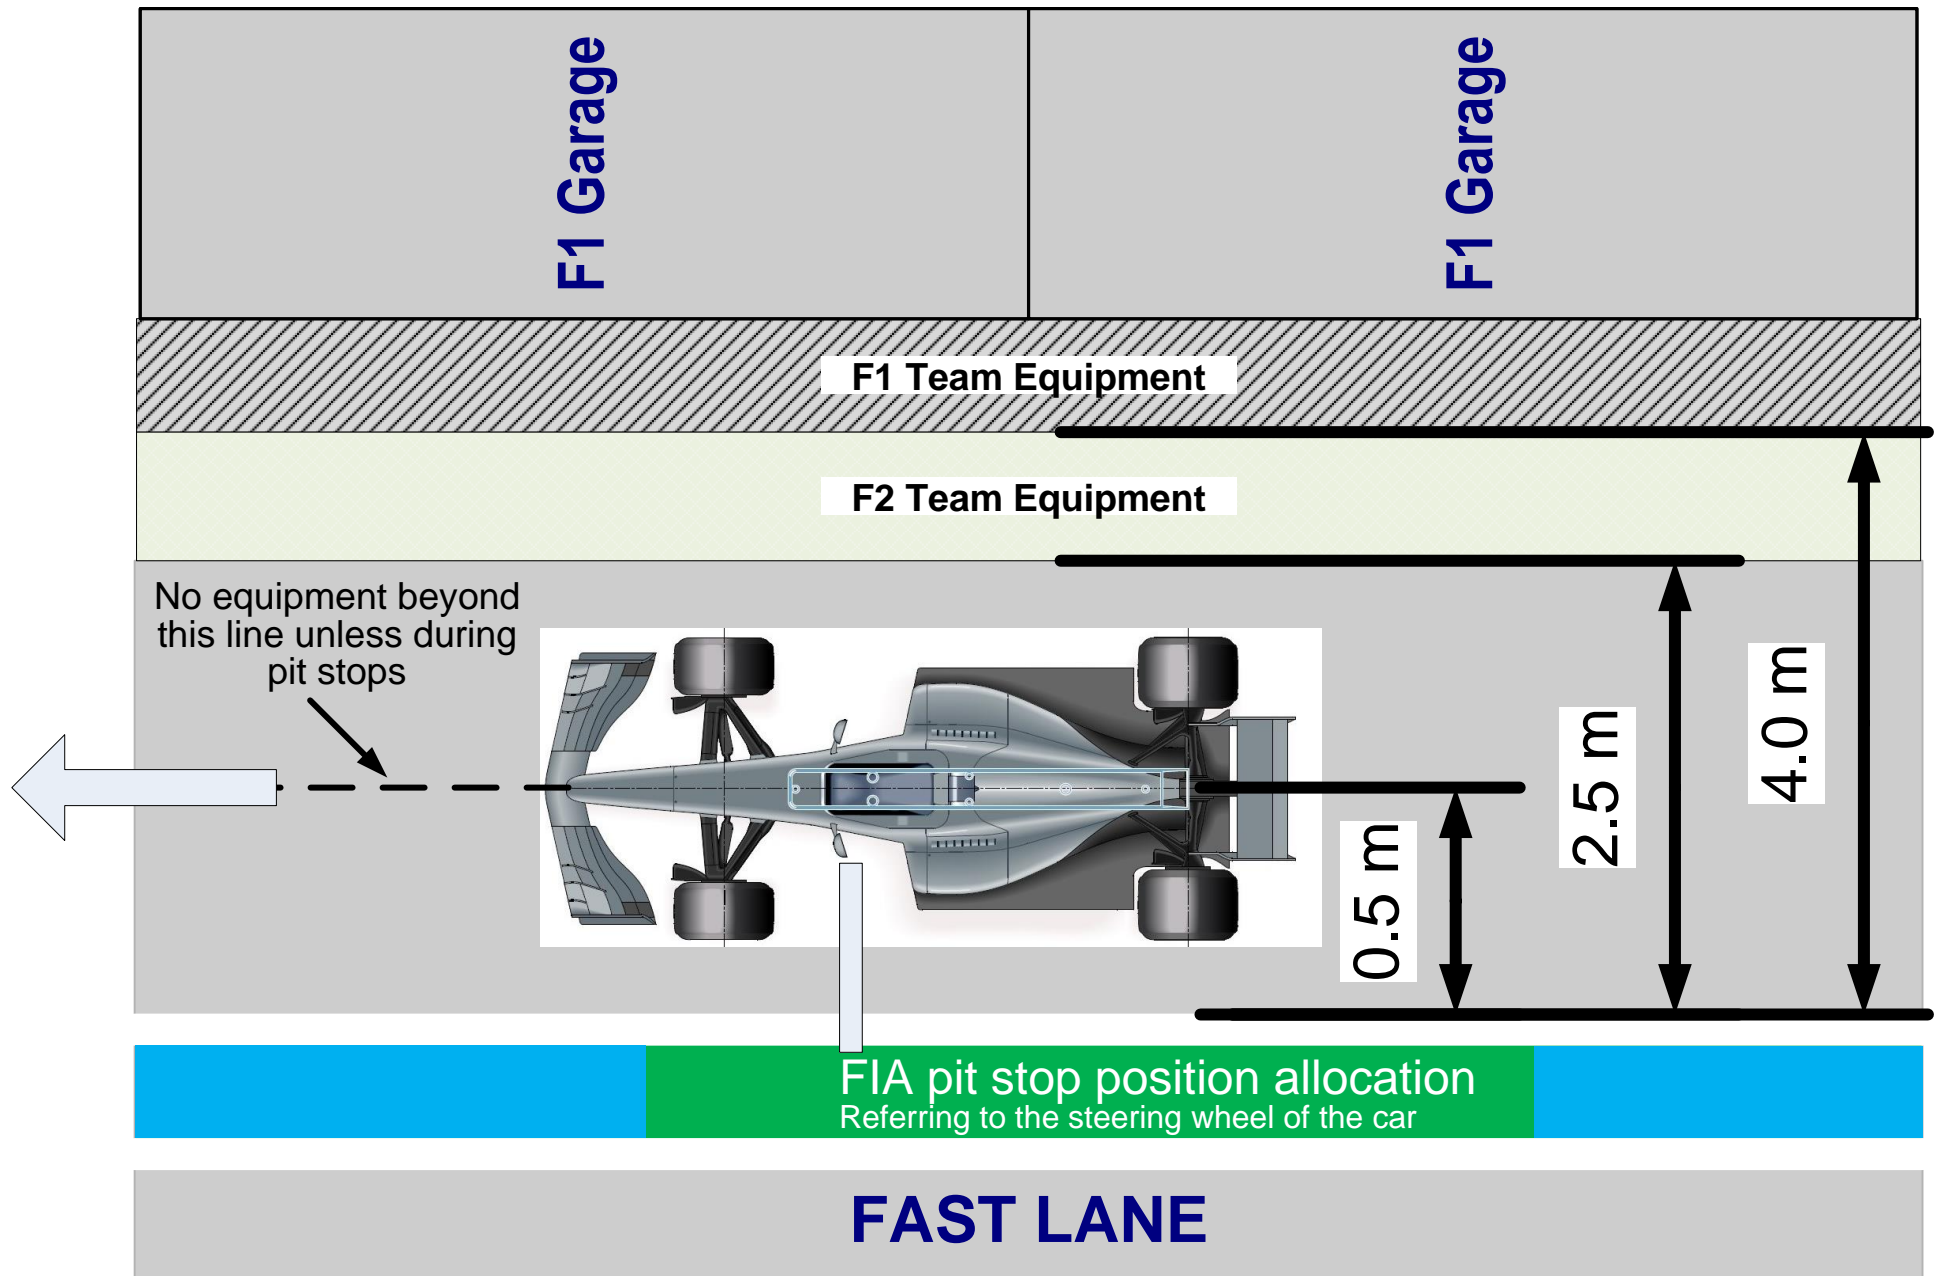 F1 Garage
F1 Garage
F1 Team Equipment
F2 Team Equipment
No equipment beyond
this line unless during
pit stops
0.5 m
2.5 m
4.0 m
FIA pit stop position allocation
Referring to the steering wheel of the car
FAST LANE